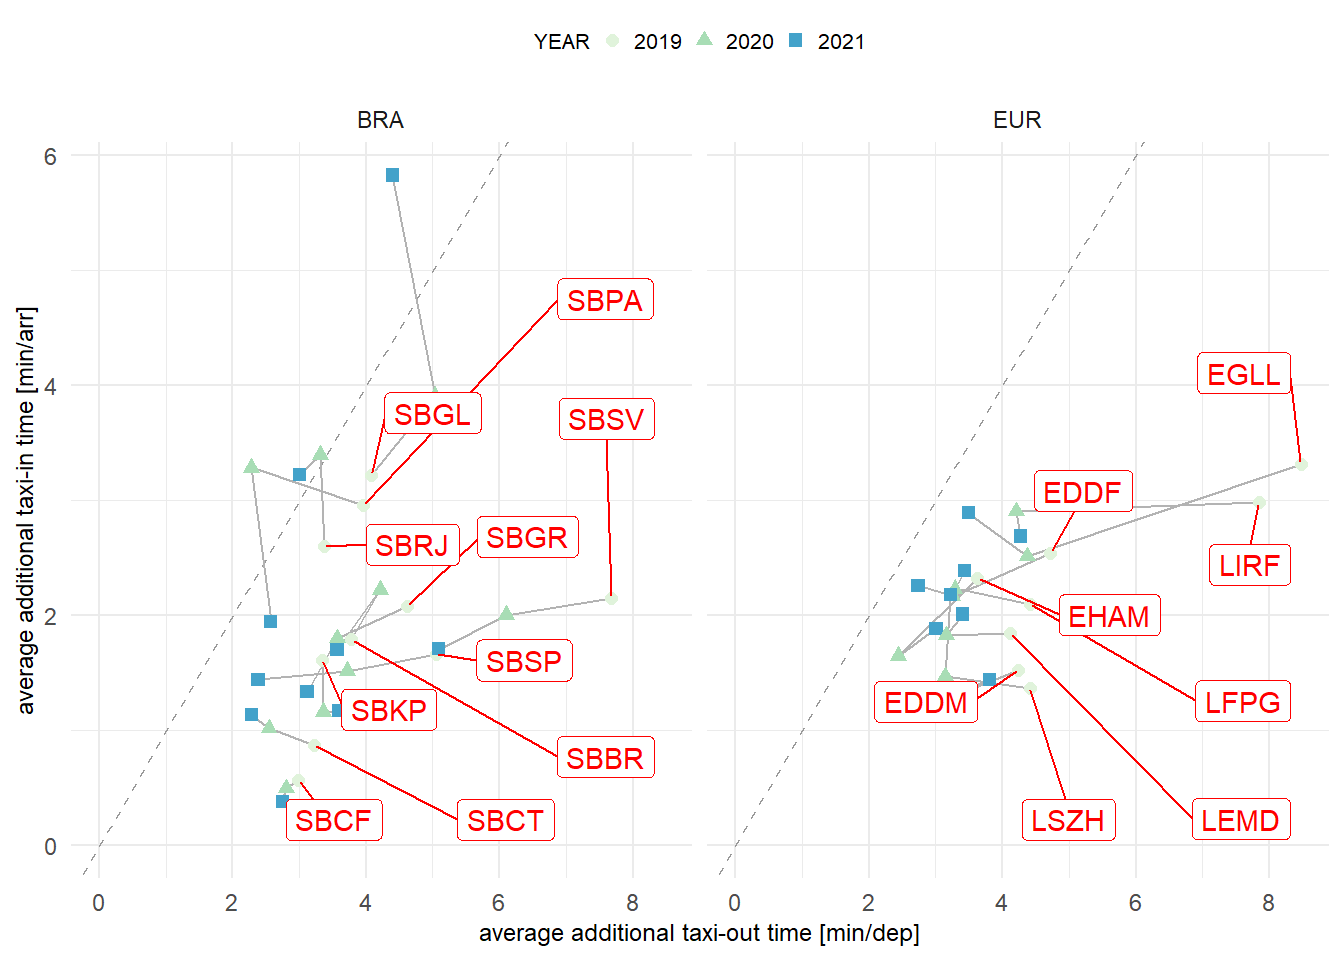 YEAR 2019 2020 2021
BRA EUR
average additional taxi-in time [min/arr]
6
4
2
0
SBPA
SBGL
SBSV
SBRJ
SBGR
SBSP
SBKP
SBBR
SBCF
SBCT
EGLL
EDDF
LIRF
EHAM
EDDM
LFPG
LSZH
LEMD
0 2 4 6 8 0 2 4 6 8
average additional taxi-out time [min/dep]